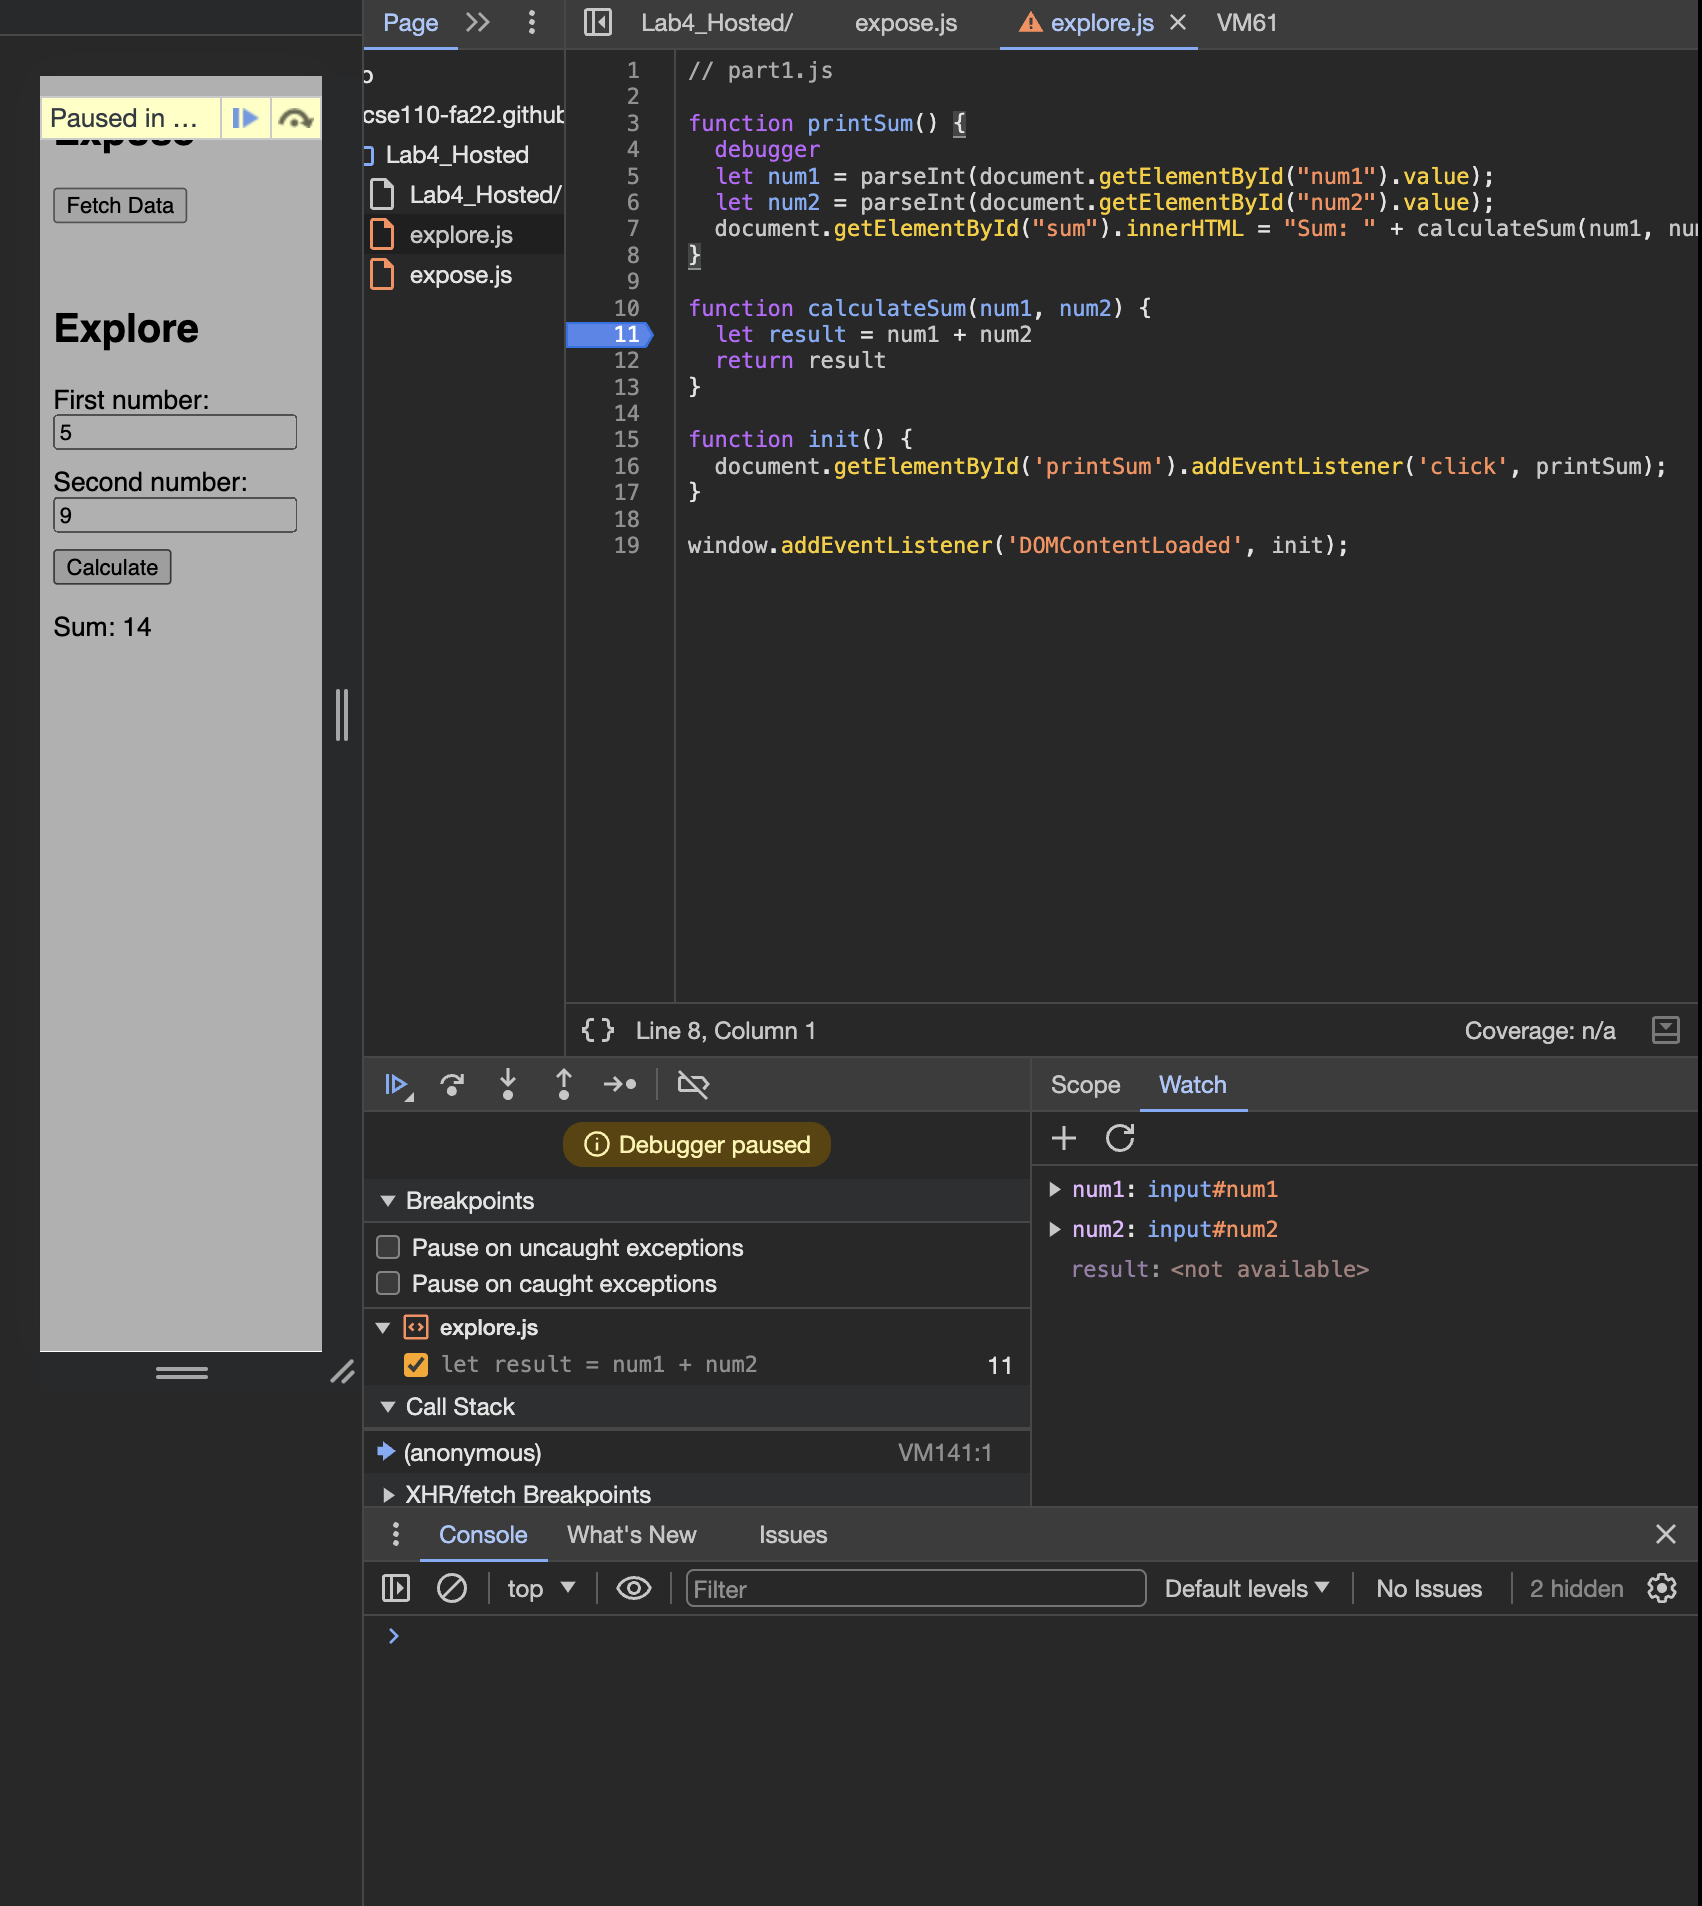 Page
Lab4_Hosted/
expose.js
explore.js
VM61
Paused in ...
Expose
Fetch Data
Explore
First number:
5
Second number:
9
Calculate
Sum: 14
cse110-fa22.github
Lab4_Hosted
Lab4_Hosted/
explore.js
expose.js
1 // part1.js
2
3 function printSum() {
4   debugger
5   let num1 = parseInt(document.getElementById("num1").value);
6   let num2 = parseInt(document.getElementById("num2").value);
7   document.getElementById("sum").innerHTML = "Sum: " + calculateSum(num1, nu
8 }
9
10 function calculateSum(num1, num2) {
11   let result = num1 + num2
12   return result
13 }
14
15 function init() {
16   document.getElementById('printSum').addEventListener('click', printSum);
17 }
18
19 window.addEventListener('DOMContentLoaded', init);
{} Line 8, Column 1
Coverage: n/a
Debugger paused
Breakpoints
Pause on uncaught exceptions
Pause on caught exceptions
explore.js
let result = num1 + num2 11
Call Stack
(anonymous) VM141:1
XHR/fetch Breakpoints
Scope
Watch
num1: input#num1
num2: input#num2
result: <not available>
Console
What's New
Issues
top
Filter
Default levels
No Issues
2 hidden